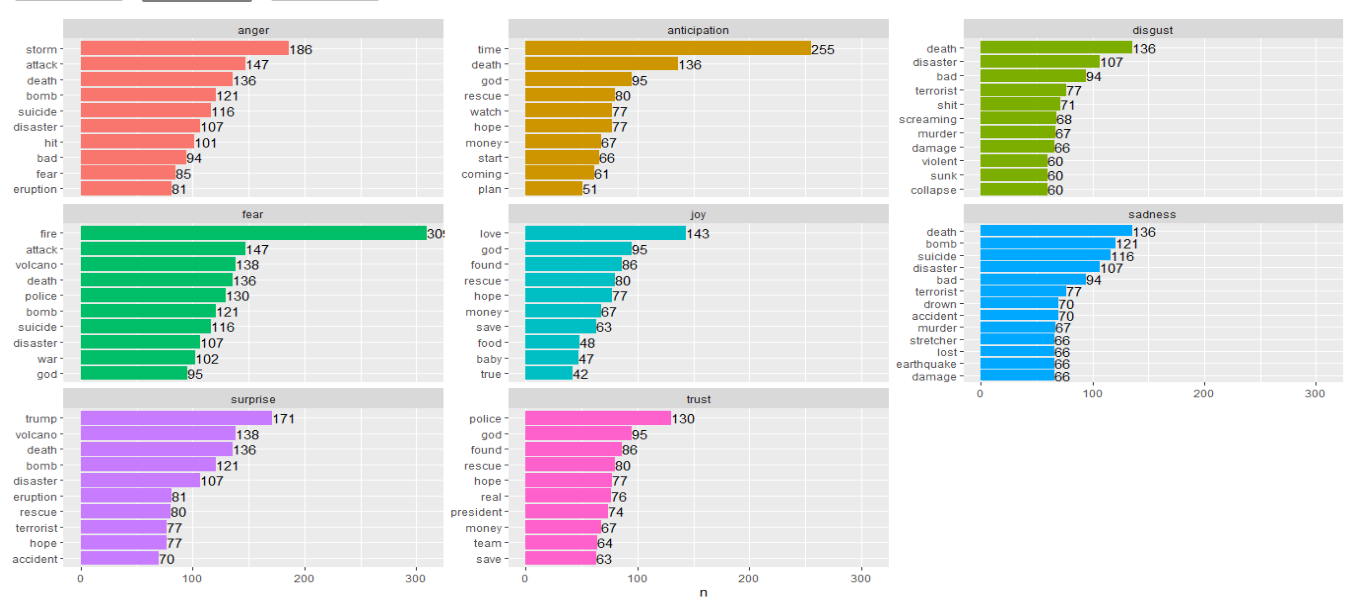 anger
storm 186
attack 147
death 136
bomb 121
suicide 116
disaster 107
hit 101
bad 94
fear 85
eruption 81
anticipation
time 255
death 136
god 95
rescue 80
watch 77
hope 77
money 67
start 66
coming 61
plan 51
disgust
death 136
disaster 107
bad 94
terrorist 77
shit 71
screaming 68
murder 67
damage 66
violent 60
sunk 60
collapse 60
fear
fire 309
attack 147
volcano 138
death 136
police 130
bomb 121
suicide 116
disaster 107
war 102
god 95
joy
love 143
god 95
found 86
rescue 80
hope 77
money 67
save 63
food 48
baby 47
true 42
sadness
death 136
bomb 121
suicide 116
disaster 107
bad 94
terrorist 77
drown 70
accident 70
murder 67
stretcher 66
lost 66
earthquake 66
damage 66
0 100 200 300
surprise
trump 171
volcano 138
death 136
bomb 121
disaster 107
eruption 81
rescue 80
terrorist 77
hope 77
accident 70
0 100 200 300
trust
police 130
god 95
found 86
rescue 80
hope 77
real 76
president 74
money 67
team 64
save 63
0 100 200 300
n